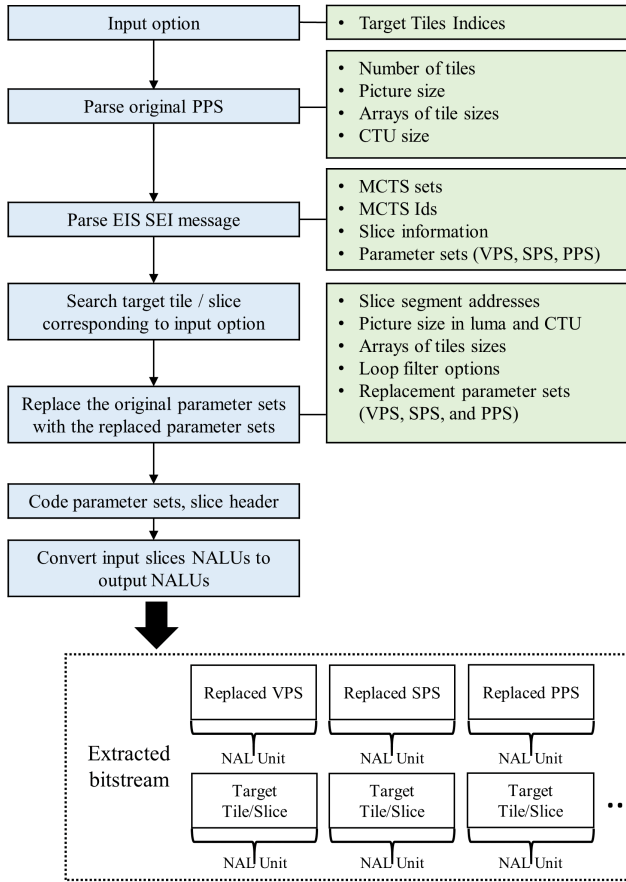 Input option
• Target Tiles Indices
Parse original PPS
• Number of tiles
• Picture size
• Arrays of tile sizes
• CTU size
Parse EIS SEI message
• MCTS sets
• MCTS Ids
• Slice information
• Parameter sets (VPS, SPS, PPS)
Search target tile / slice
corresponding to input option
Replace the original parameter sets
with the replaced parameter sets
• Slice segment addresses
• Picture size in luma and CTU
• Arrays of tiles sizes
• Loop filter options
• Replacement parameter sets
(VPS, SPS, and PPS)
Code parameter sets, slice header
Convert input slices NALUs to
output NALUs
Extracted
bitstream
Replaced VPS
Replaced SPS
Replaced PPS
NAL Unit
NAL Unit
NAL Unit
Target
Tile/Slice
Target
Tile/Slice
Target
Tile/Slice
NAL Unit
NAL Unit
NAL Unit